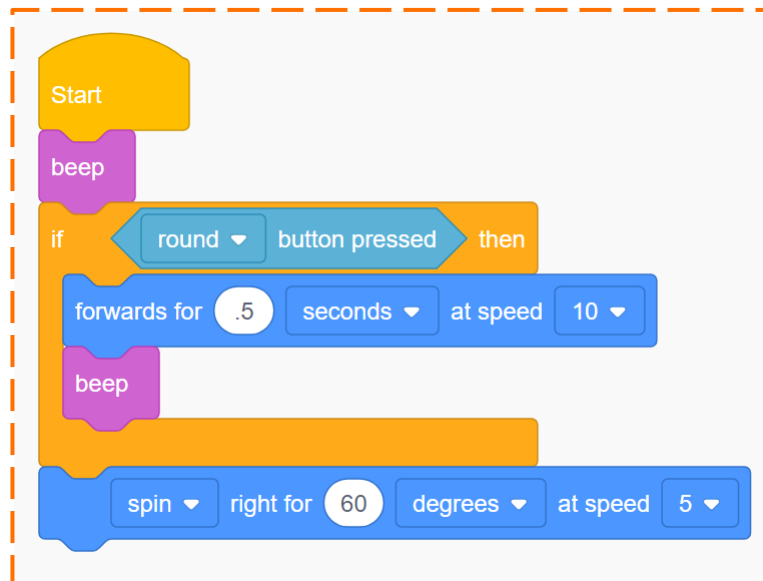 Start
beep
if round button pressed then
forwards for .5 seconds at speed 10
beep
spin right for 60 degrees at speed 5